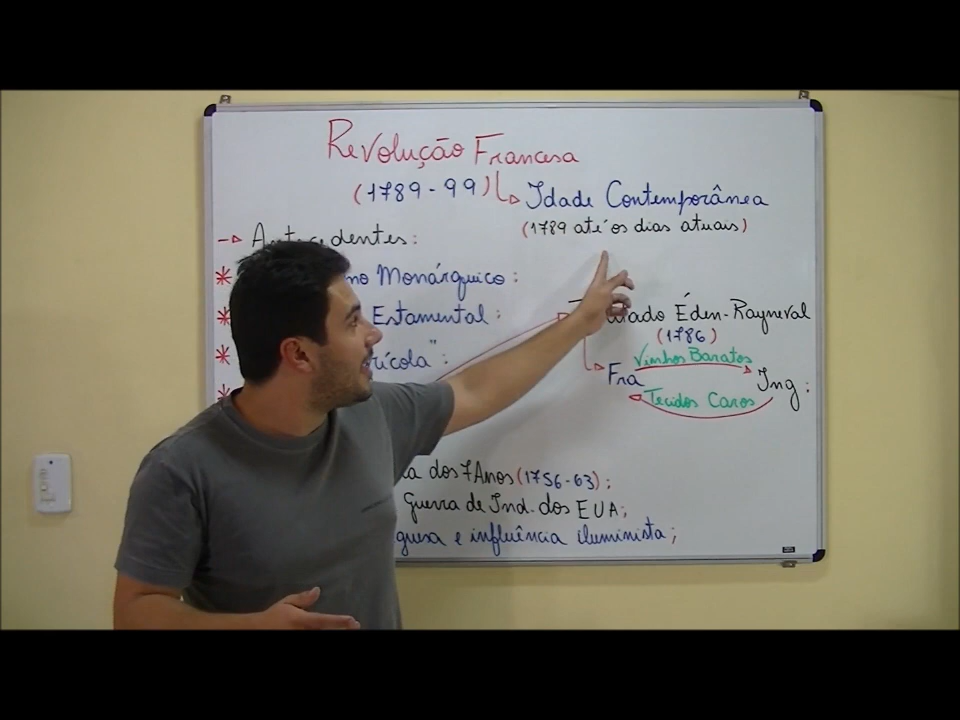 Revolução Francesa
(1789 - 99) Idade Contemporânea
(1789 até os dias atuais)
Antecedentes:
* Monárquico:
* Estamental:
Éden-Rayneval
(1786)
*
Vinhos Baratos
Fra Ing:
Tecidos Caros
*
dos 7 Anos (1756-63);
Guerra de Ind. dos EUA;
e influência iluminista;